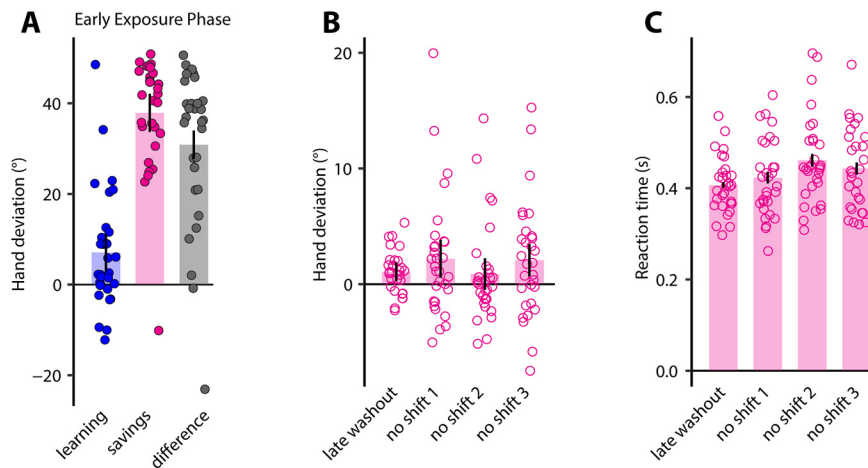 A
Early Exposure Phase
Hand deviation (°)
40
20
0
−20
learning
savings
difference
B
Hand deviation (°)
20
10
0
late washout
no shift 1
no shift 2
no shift 3
C
Reaction time (s)
0.6
0.4
0.2
0.0
late washout
no shift 1
no shift 2
no shift 3